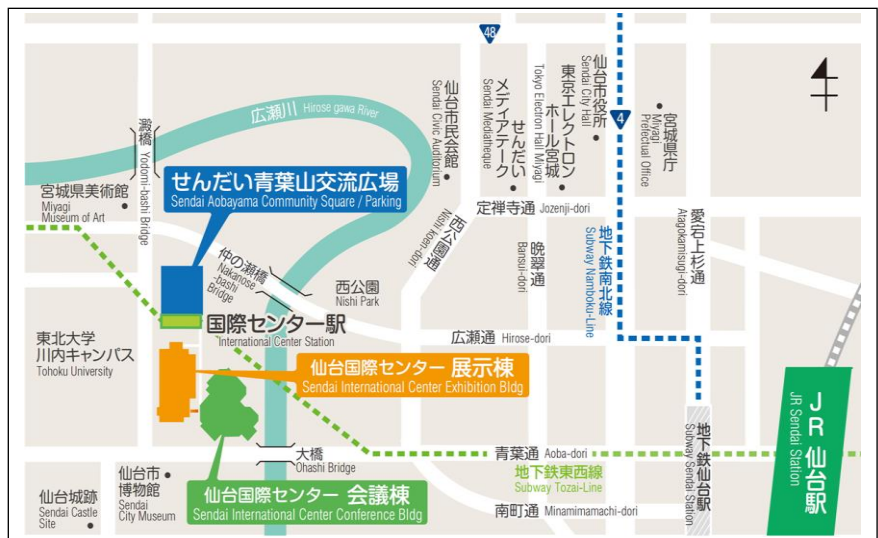 48
広瀬川 Hirose gawa River
澱橋
Yodomi-bashi Bridge
仙台市民会館
Sendai Civic Auditorium
せんだい
メディアテーク
Sendai Mediatheque
東京エレクトロン
ホール宮城
Tokyo Electron Hall Miyagi
仙台市役所
Sendai City Hall
4
宮城県庁
Miyagi
Prefectual Office
宮城県美術館
Miyagi
Museum of Art
せんだい青葉山交流広場
Sendai Aobayama Community Square / Parking
定禅寺通 Jozenji-dori
西公園通
Nishi Koen-dori
晩翠通
Bansui-dori
地下鉄南北線
Subway Namboku-Line
愛宕上杉通
Atagokamisugi-dori
仲の瀬橋
Nakanose
-bashi
Bridge
西公園
Nishi Park
国際センター駅
International Center Station
東北大学
川内キャンパス
Tohoku University
広瀬通 Hirose-dori
仙台国際センター 展示棟
Sendai International Center Exhibition Bldg
JR 仙台駅
JR Sendai Station
地下鉄仙台駅
Subway Sendai Station
大橋
Ohashi Bridge
青葉通 Aoba-dori
地下鉄東西線
Subway Tozai-Line
仙台城跡
Sendai Castle
Site
仙台市
博物館
Sendai
City Museum
仙台国際センター 会議棟
Sendai International Center Conference Bldg
南町通 Minamimamachi-dori